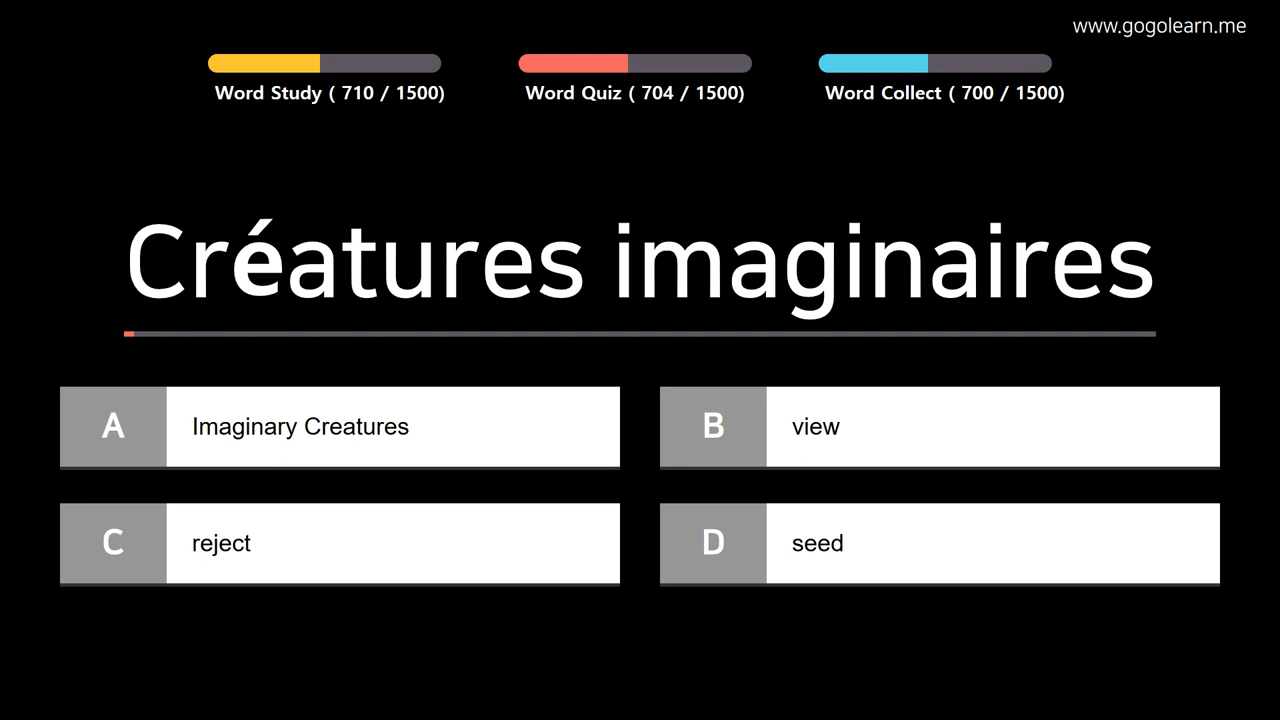 www.gogolearn.me
Word Study ( 710 / 1500)
Word Quiz ( 704 / 1500)
Word Collect ( 700 / 1500)
Créatures imaginaires
A Imaginary Creatures
B view
C reject
D seed